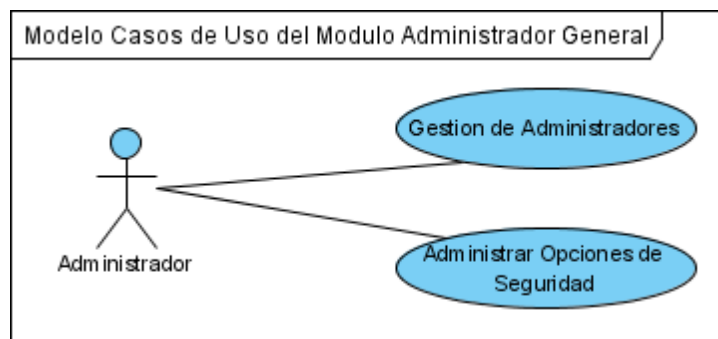 Modelo Casos de Uso del Modulo Administrador General
Gestion de Administradores
Administrador
Administrar Opciones de
Seguridad